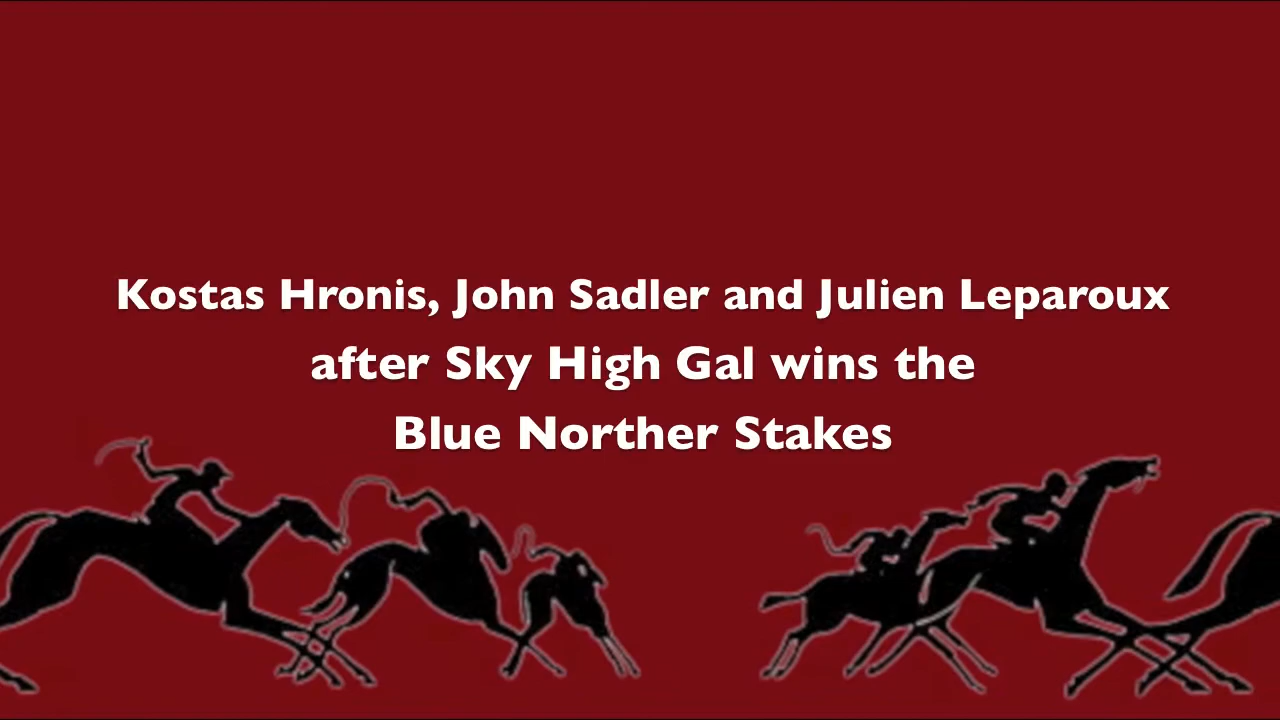 Kostas Hronis, John Sadler and Julien Leparoux
after Sky High Gal wins the
Blue Norther Stakes